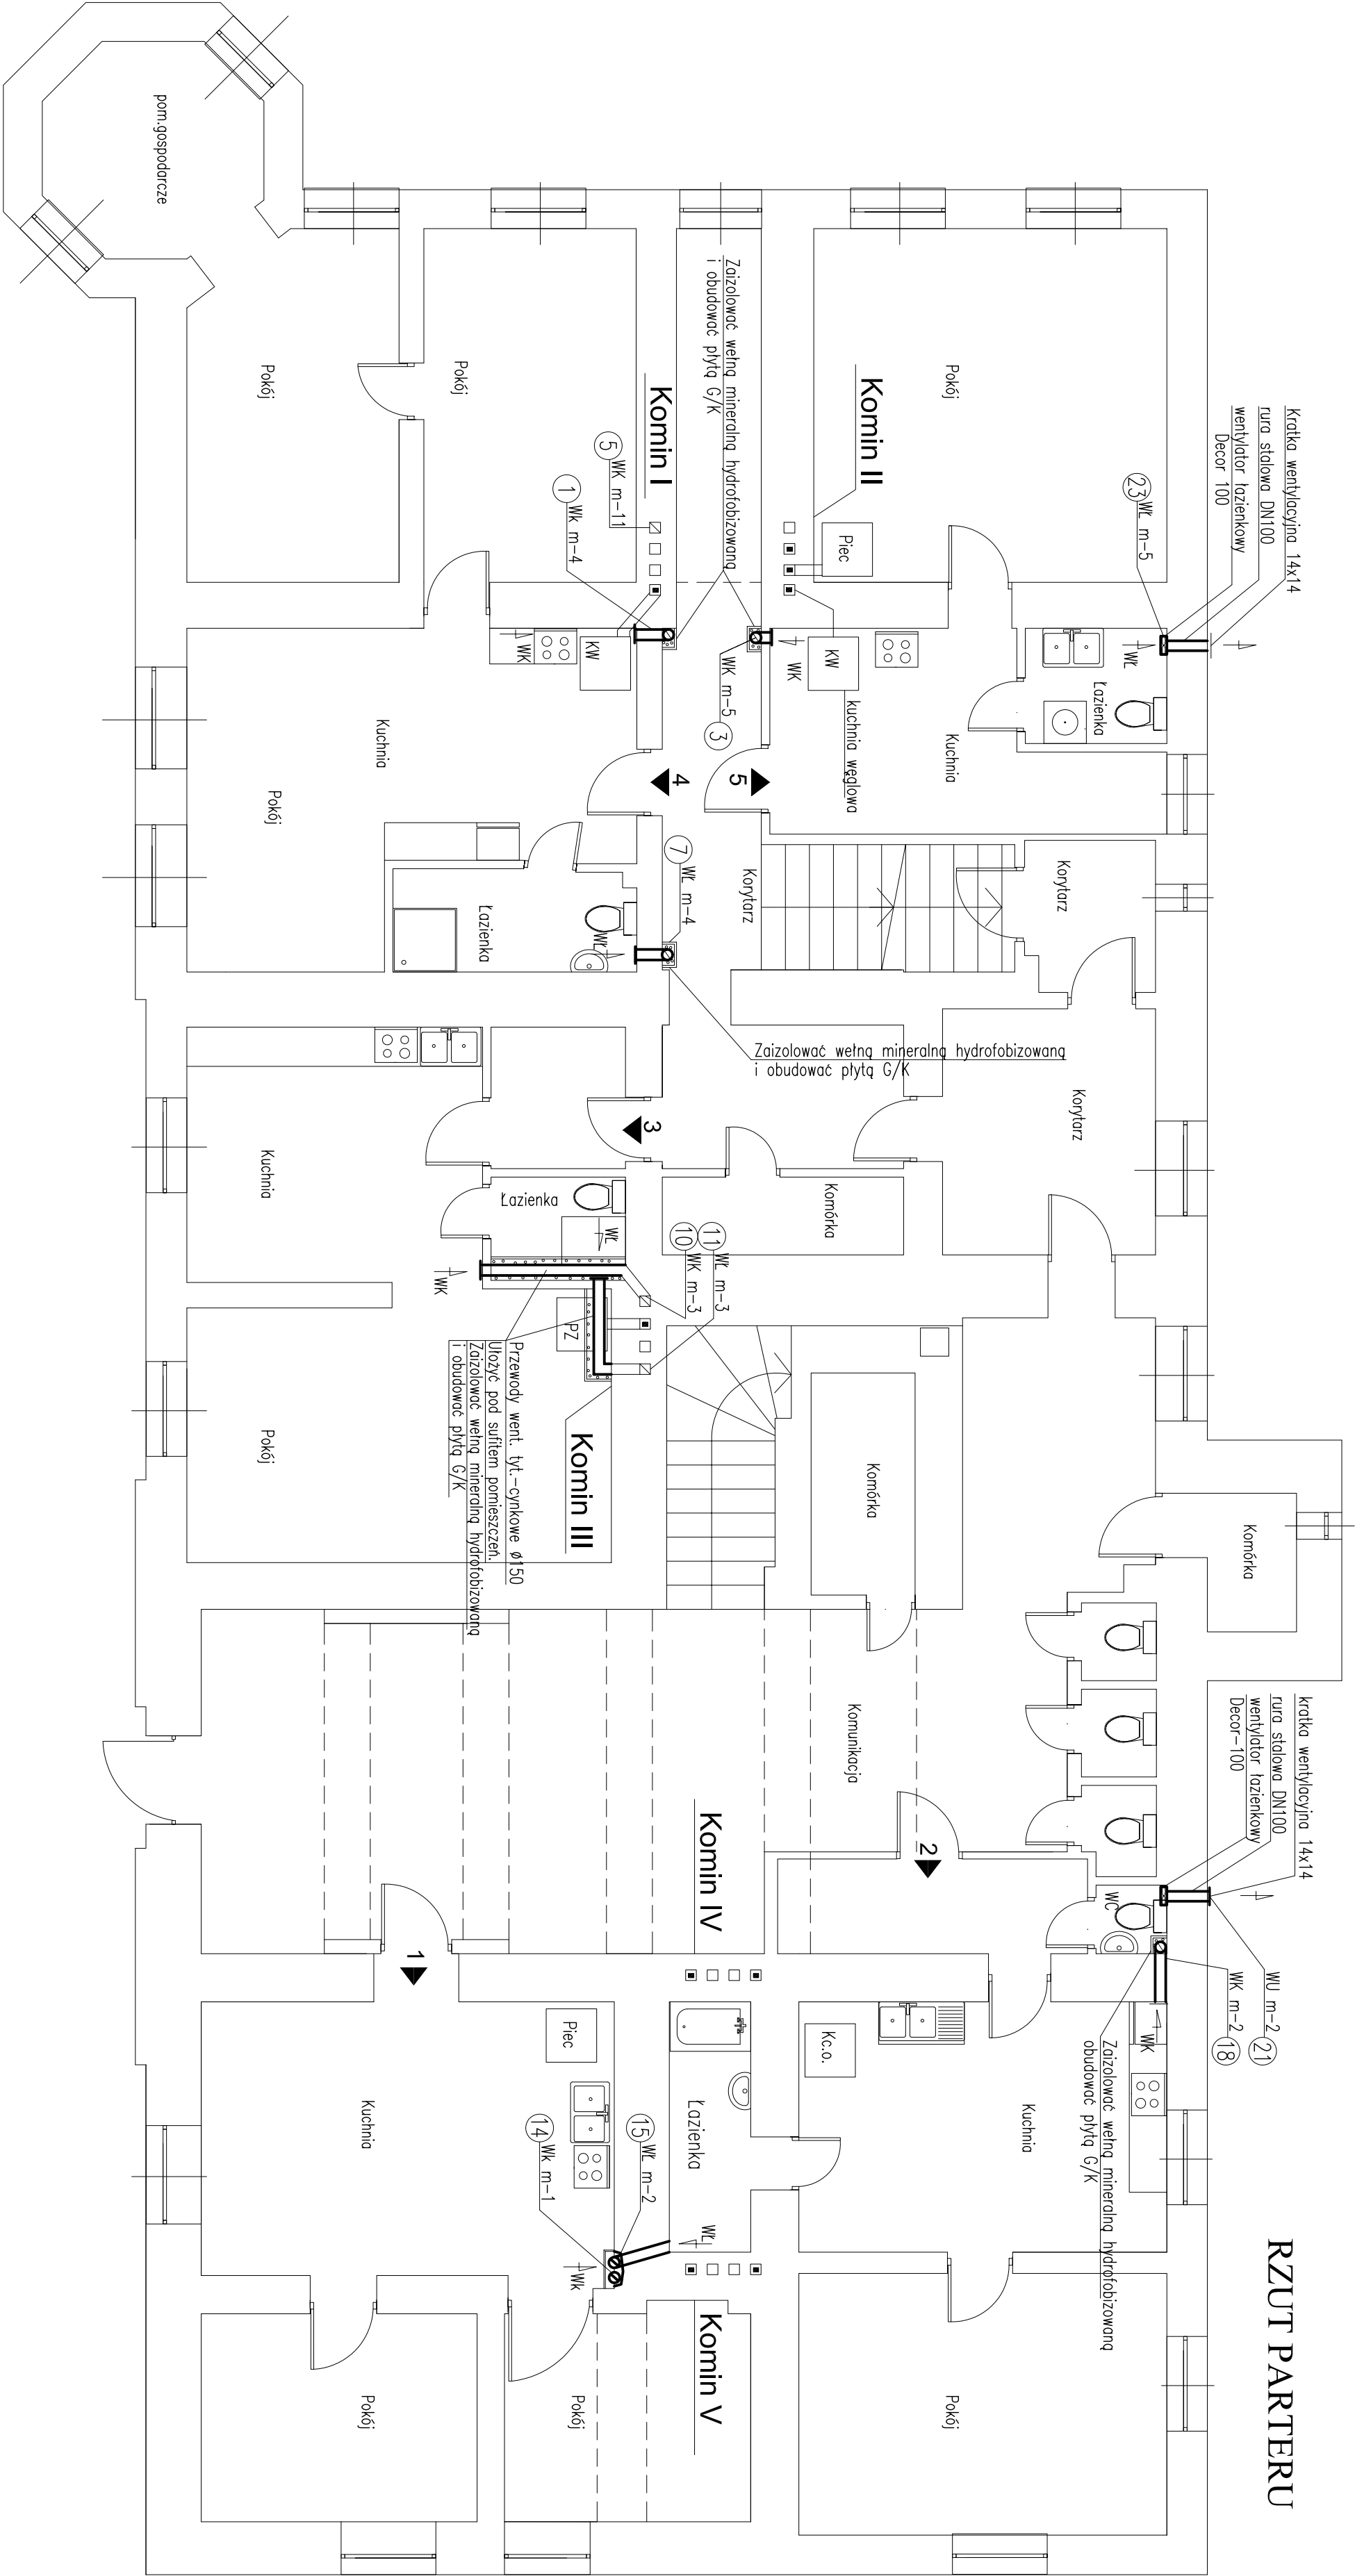 RZUT PARTERU
Kratka wentylacyjna 14x14
rura stalowa DN100
wentylator łazienkowy
Decor 100
kratka wentylacyjna 14x14
rura stalowa DN100
wentylator łazienkowy
Decor-100
WU m-2 21
WK m-2 18
Komórka
23 WŁ m-5
WŁ
Łazienka
Korytarz
Korytarz
WC
WK
Zaizolować wełną mineralną hydrofobizowaną
obudować płytą G/K
Pokój
Kuchnia
Kuchnia
Pokój
Komin II
Piec
KW
kuchnia węglowa
WK
Komórka
Komórka
Komunikacja
2
Kc.o.
Zaizolować wełną mineralną hydrofobizowaną
i obudować płytą G/K
WK m-5 3
5
Korytarz
Zaizolować wełną mineralną hydrofobizowaną
i obudować płytą G/K
Komin I
4
7 WŁ m-4
11 WŁ m-3
10 WK m-3
3
Komin IV
Łazienka
WŁ
Komin V
5 WK m-11
1 Wk m-4
KW
WK
WŁ
Łazienka
Łazienka
WŁ
WK
PZ
Komin III
Przewody went. tyt.-cynkowe Ø150
Ułożyć pod sufitem pomieszczeń.
Zaizolować wełną mineralną hydrofobizowaną
i obudować płytą G/K
Piec
15 WŁ m-2
14 Wk m-1
Wk
Pokój
Pokój
Kuchnia
1
Kuchnia
Pokój
Pokój
Pokój
Kuchnia
Pokój
pom.gospodarcze